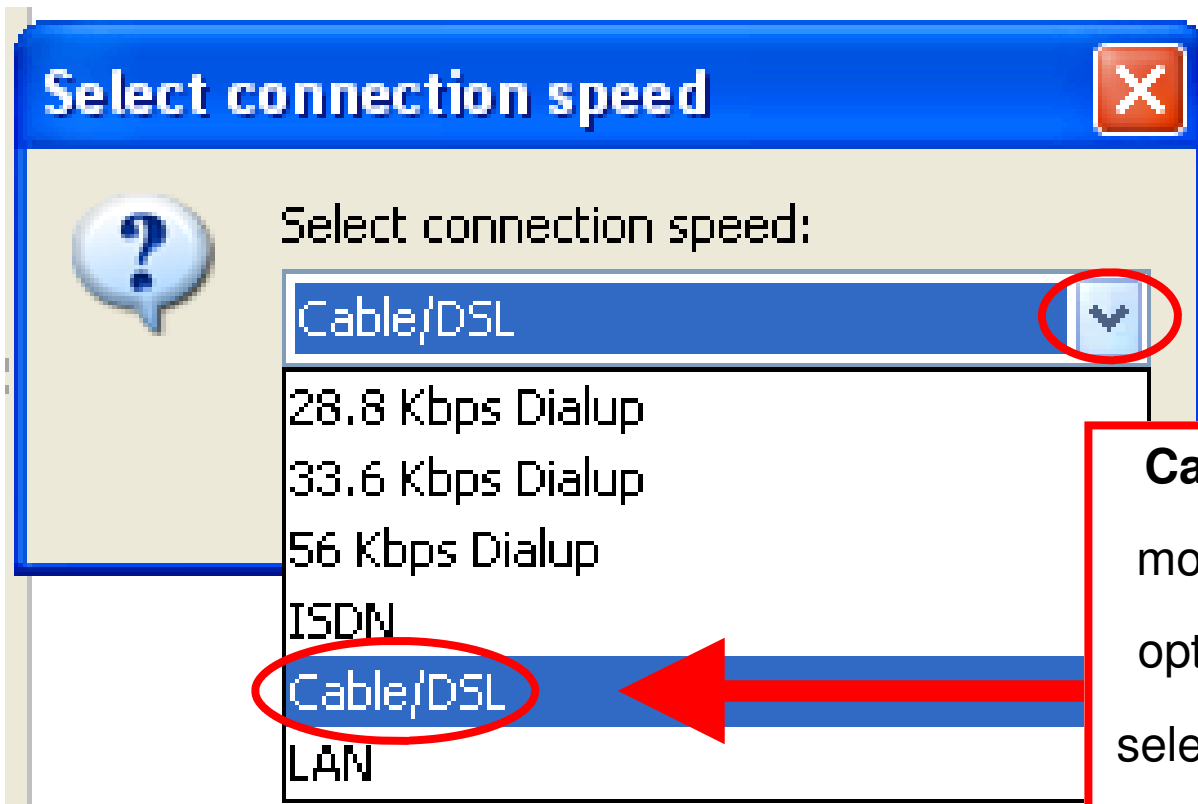 Select connection speed
Select connection speed:
Cable/DSL
28.8 Kbps Dialup
33.6 Kbps Dialup
56 Kbps Dialup
ISDN
Cable/DSL
LAN